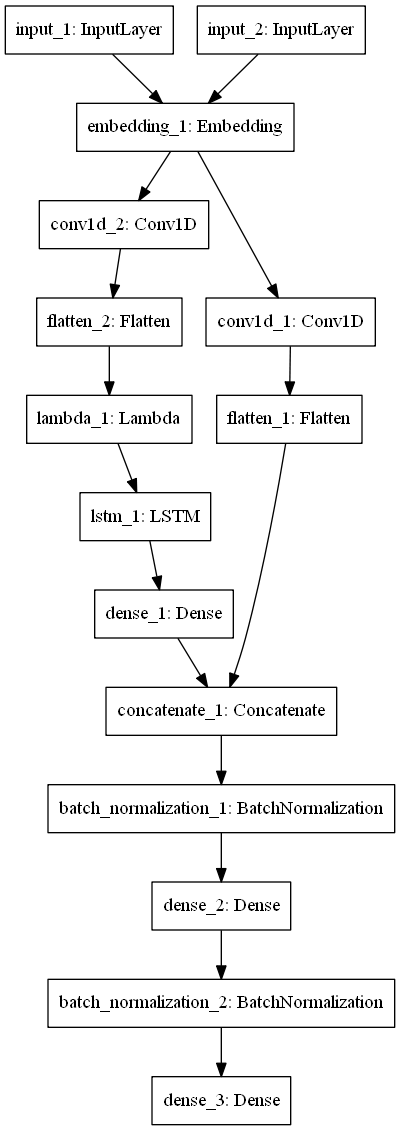 input_1: InputLayer
input_2: InputLayer
embedding_1: Embedding
conv1d_2: Conv1D
flatten_2: Flatten
conv1d_1: Conv1D
lambda_1: Lambda
flatten_1: Flatten
lstm_1: LSTM
dense_1: Dense
concatenate_1: Concatenate
batch_normalization_1: BatchNormalization
dense_2: Dense
batch_normalization_2: BatchNormalization
dense_3: Dense